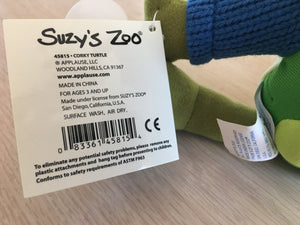 SUZY'S ZOO®
45815 • CORKY TURTLE
® APPLAUSE, LLC
WOODLAND HILLS, CA 91367
www.applause.com
MADE IN CHINA
FOR AGES 3 AND UP
Made under license from SUZY'S ZOO®
San Diego, California, U.S.A.
SURFACE WASH, AIR DRY.
0 83361 45815 4
CE
To eliminate any potential safety problems, please remove
plastic attachments and hang tag before presenting to child
Conforms to safety requirements of ASTM F963